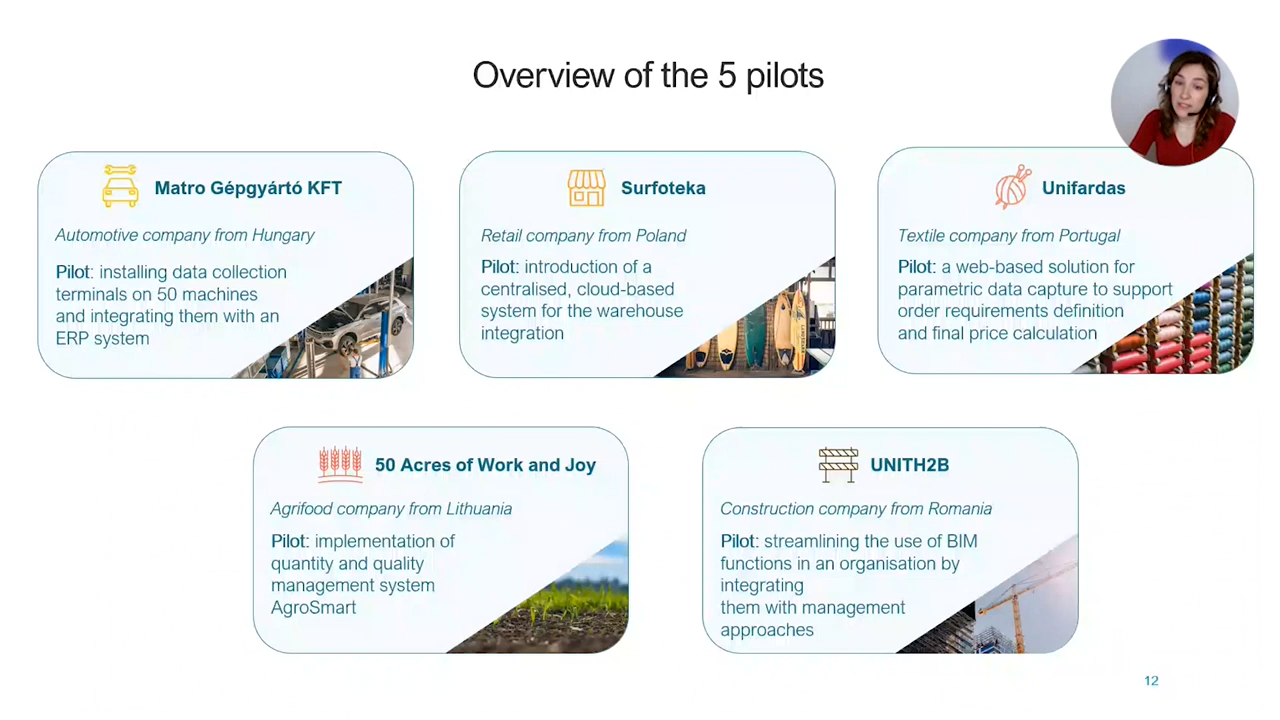 Overview of the 5 pilots
Matro Gépgyártó KFT
Automotive company from Hungary
Pilot: installing data collection
terminals on 50 machines
and integrating them with an
ERP system
Surfoteka
Retail company from Poland
Pilot: introduction of a
centralised, cloud-based
system for the warehouse
integration
Unifardas
Textile company from Portugal
Pilot: a web-based solution for
parametric data capture to support
order requirements definition
and final price calculation
50 Acres of Work and Joy
Agrifood company from Lithuania
Pilot: implementation of
quantity and quality
management system
AgroSmart
UNITH2B
Construction company from Romania
Pilot: streamlining the use of BIM
functions in an organisation by
integrating
them with management
approaches
12